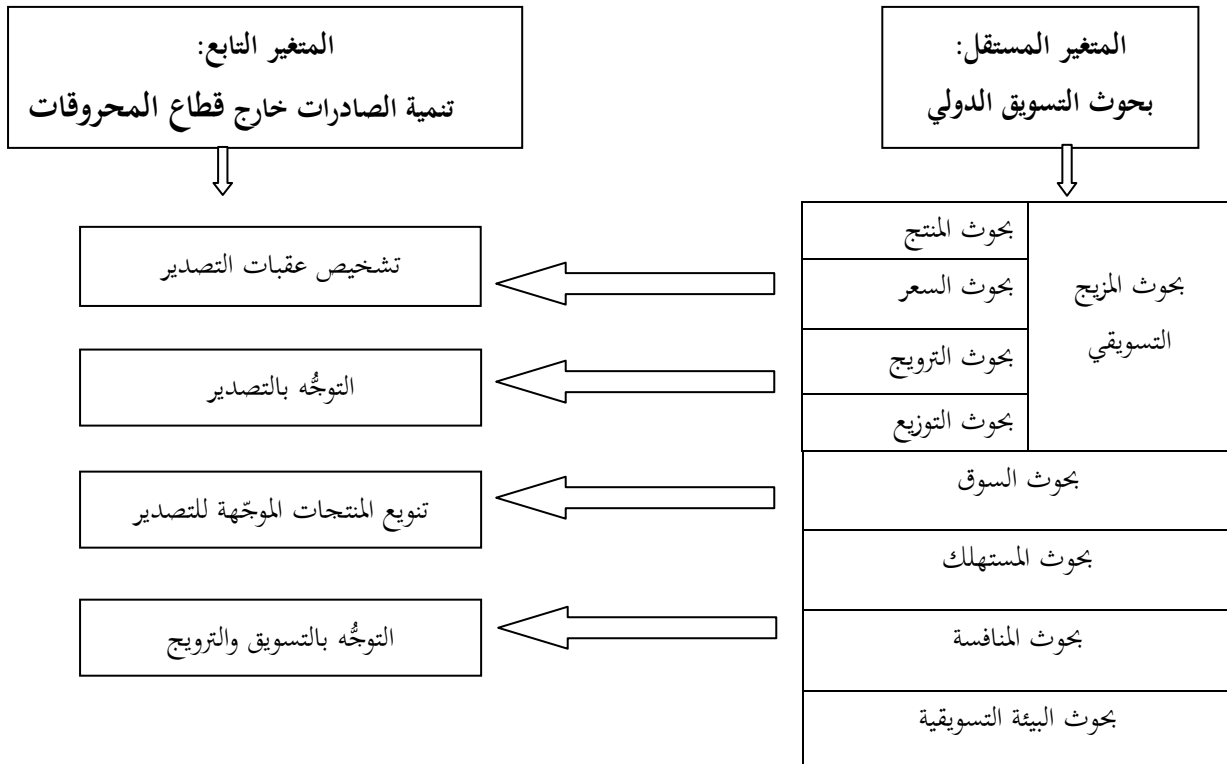 المتغير المستقل:
بحوث التسويق الدولي
المتغير التابع:
تنمية الصادرات خارج قطاع المحروقات
بحوث المزيج
التسويقي
بحوث المنتج
بحوث السعر
بحوث الترويج
بحوث التوزيع
بحوث السوق
بحوث المستهلك
بحوث المنافسة
بحوث البيئة التسويقية
تشخيص عقبات التصدير
التوجُّه بالتصدير
تنويع المنتجات الموجّهة للتصدير
التوجُّه بالتسويق والترويج